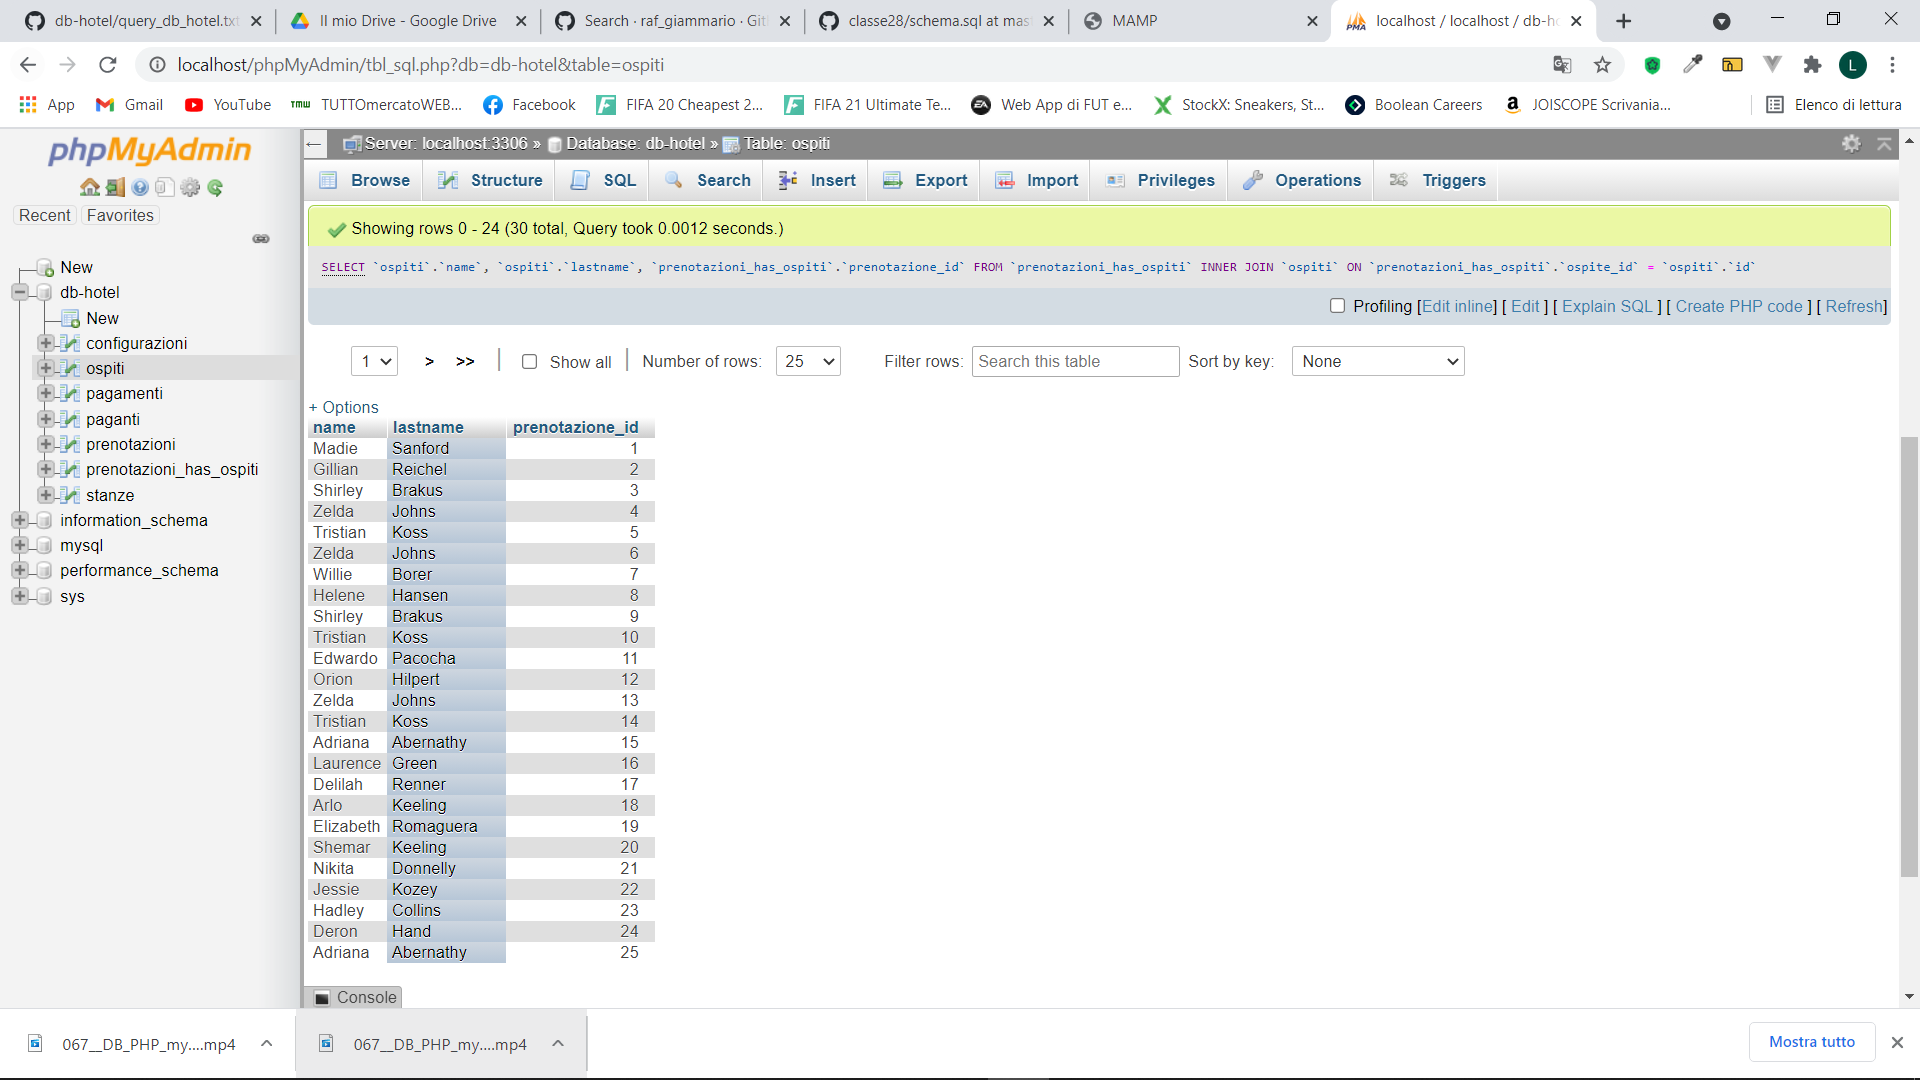 db-hotel/query_db_hotel.txt
Il mio Drive - Google Drive
Search · raf_giammario · Git
classe28/schema.sql at mas
MAMP
localhost / localhost / db-ho
localhost/phpMyAdmin/tbl_sql.php?db=db-hotel&table=ospiti
L
App
Gmail
YouTube
TMW TUTTOmercatoWEB...
Facebook
FIFA 20 Cheapest 2...
FIFA 21 Ultimate Te...
Web App di FUT e...
StockX: Sneakers, St...
Boolean Careers
JOISCOPE Scrivania...
Elenco di lettura
phpMyAdmin
Recent Favorites
New
db-hotel
New
configurazioni
ospiti
pagamenti
paganti
prenotazioni
prenotazioni_has_ospiti
stanze
information_schema
mysql
performance_schema
sys
Server: localhost:3306 » Database: db-hotel » Table: ospiti
Browse Structure SQL Search Insert Export Import Privileges Operations Triggers
Showing rows 0 - 24 (30 total, Query took 0.0012 seconds.)
SELECT `ospiti`.`name`, `ospiti`.`lastname`, `prenotazioni_has_ospiti`.`prenotazione_id` FROM `prenotazioni_has_ospiti` INNER JOIN `ospiti` ON `prenotazioni_has_ospiti`.`ospite_id` = `ospiti`.`id`
Profiling [Edit inline] [ Edit ] [ Explain SQL ] [ Create PHP code ] [ Refresh]
1 > >> | Show all | Number of rows: 25 Filter rows: Search this table Sort by key: None
+ Options
name lastname prenotazione_id
Madie Sanford 1
Gillian Reichel 2
Shirley Brakus 3
Zelda Johns 4
Tristian Koss 5
Zelda Johns 6
Willie Borer 7
Helene Hansen 8
Shirley Brakus 9
Tristian Koss 10
Edwardo Pacocha 11
Orion Hilpert 12
Zelda Johns 13
Tristian Koss 14
Adriana Abernathy 15
Laurence Green 16
Delilah Renner 17
Arlo Keeling 18
Elizabeth Romaguera 19
Shemar Keeling 20
Nikita Donnelly 21
Jessie Kozey 22
Hadley Collins 23
Deron Hand 24
Adriana Abernathy 25
Console
067__DB_PHP_my....mp4
067__DB_PHP_my....mp4
Mostra tutto